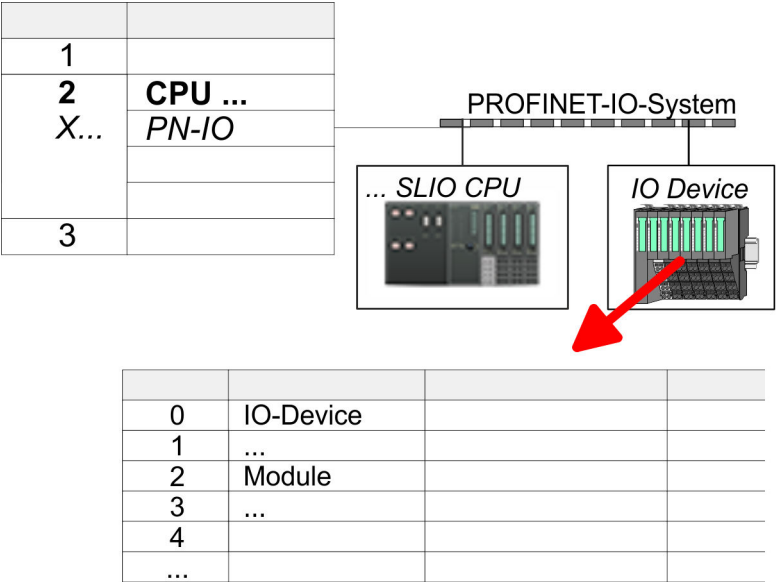 1
2 CPU ...
X... PN-IO
3
PROFINET-IO-System
... SLIO CPU
IO Device
0 IO-Device
1 ...
2 Module
3 ...
4
...